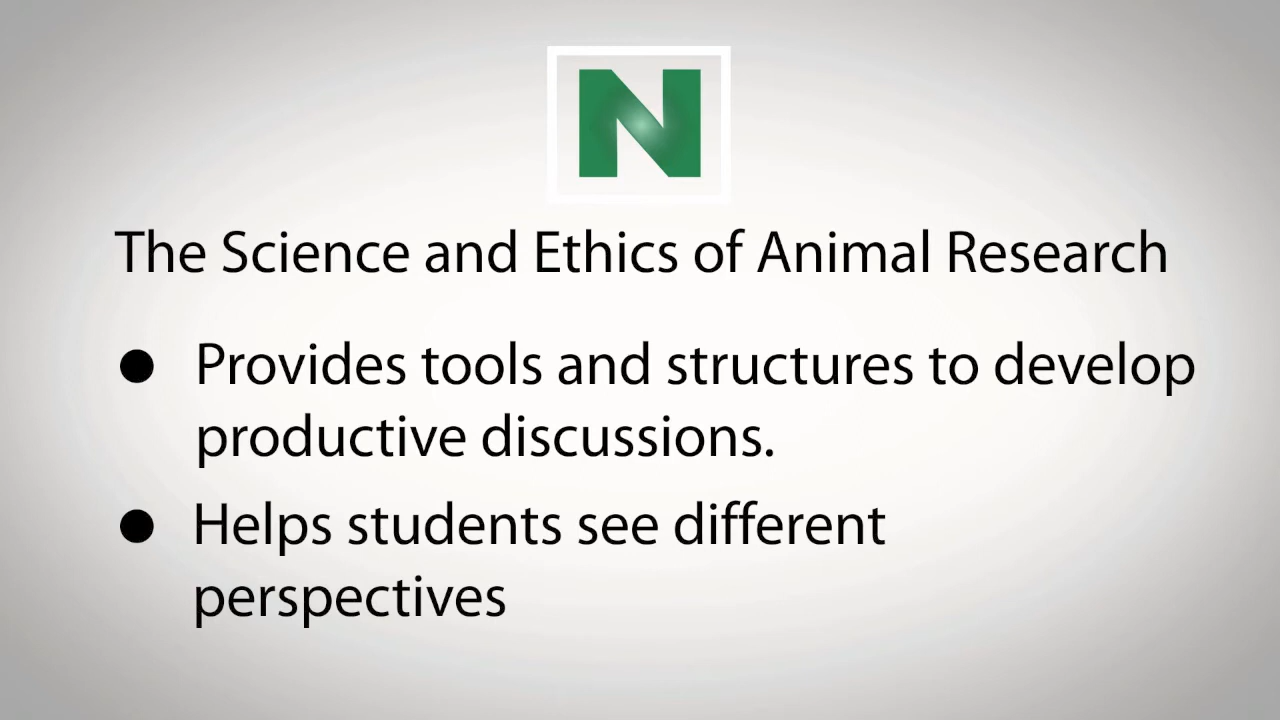 N
The Science and Ethics of Animal Research
● Provides tools and structures to develop
productive discussions.
● Helps students see different
perspectives